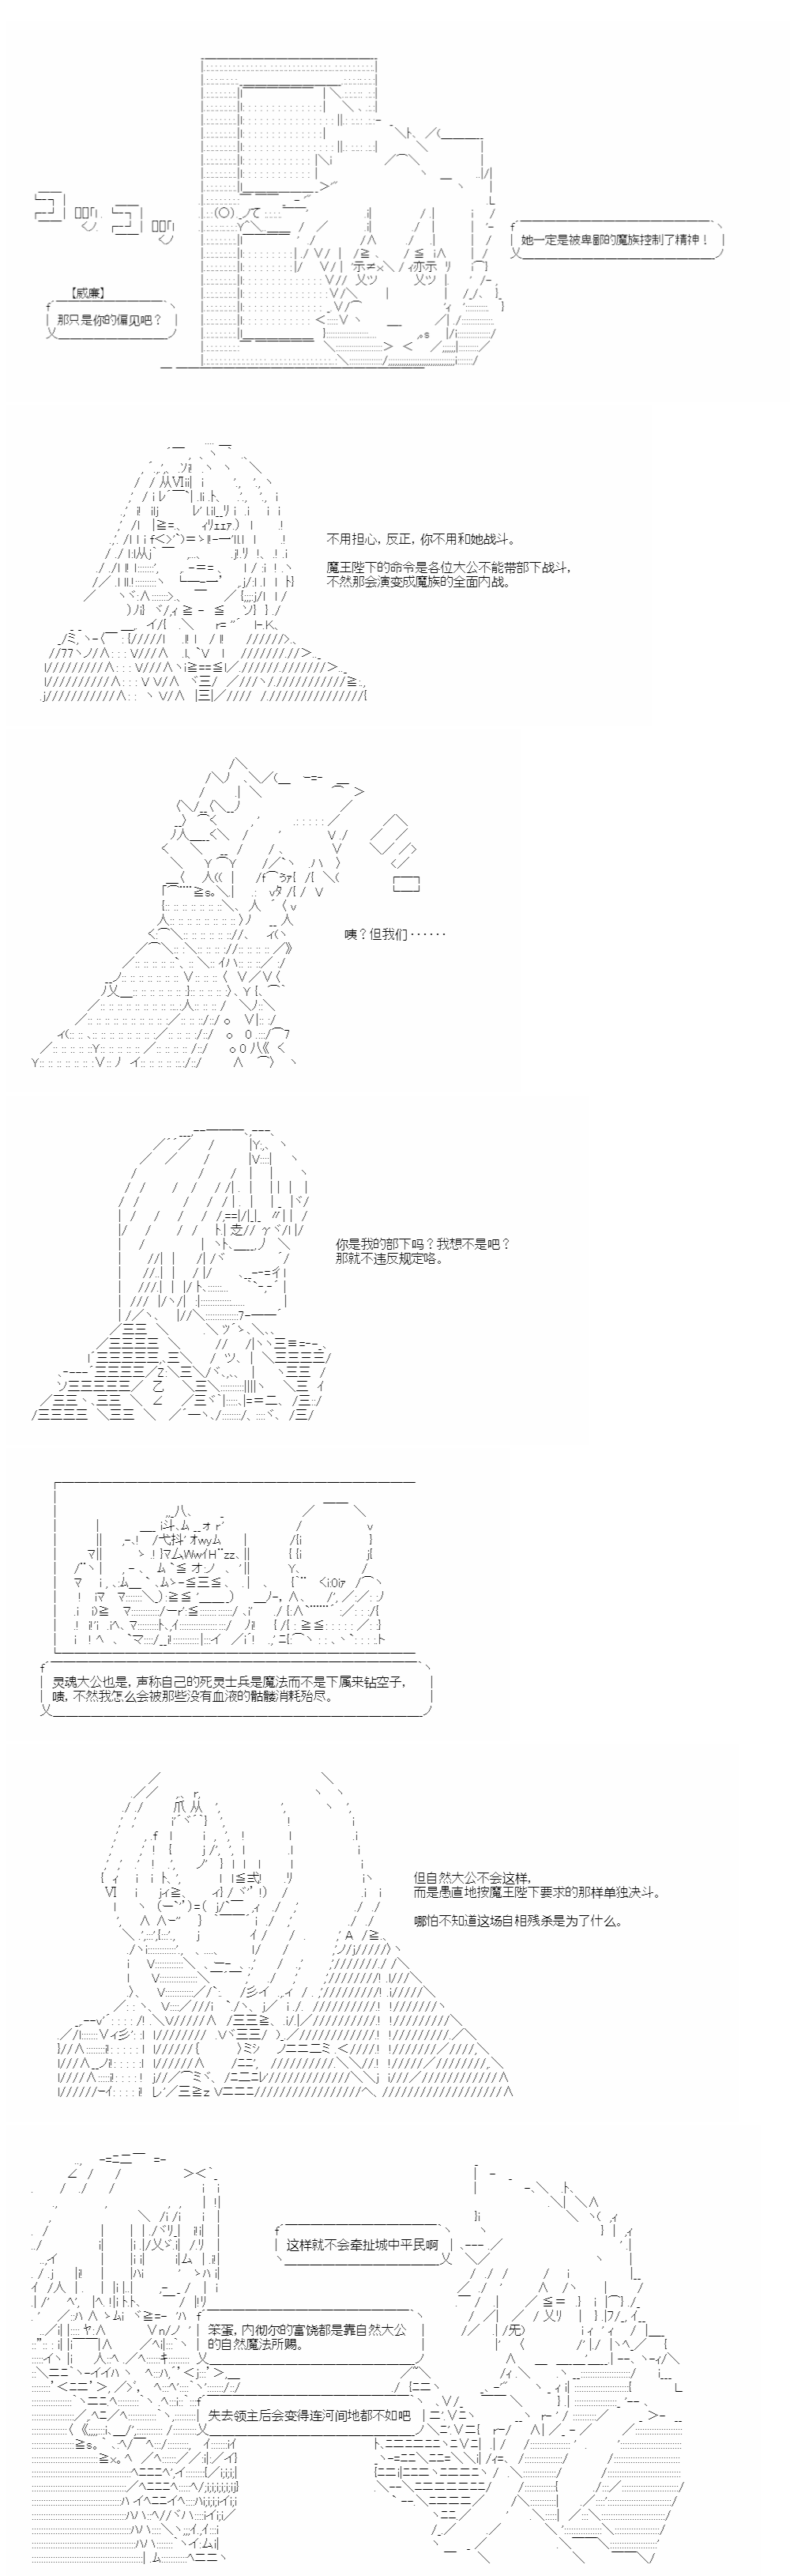 她一定是被卑鄙的魔族控制了精神！
【威廉】
那只是你的偏见吧？
不用担心，反正，你不用和她战斗。
魔王陛下的命令是各位大公不能带部下战斗，
不然那会演变成魔族的全面内战。
咦？但我们······
你是我的部下吗？我想不是吧？
那就不违反规定咯。
灵魂大公也是，声称自己的死灵士兵是魔法而不是下属来钻空子，
咦，不然我怎么会被那些没有血液的骷髅消耗殆尽。
但自然大公不会这样，
而是愚直地按魔王陛下要求的那样单独决斗。
哪怕不知道这场自相残杀是为了什么。
这样就不会牵扯城中平民啊
笨蛋，内彻尔的富饶都是靠自然大公
的自然魔法所赐。
失去领主后会变得连河间地都不如吧